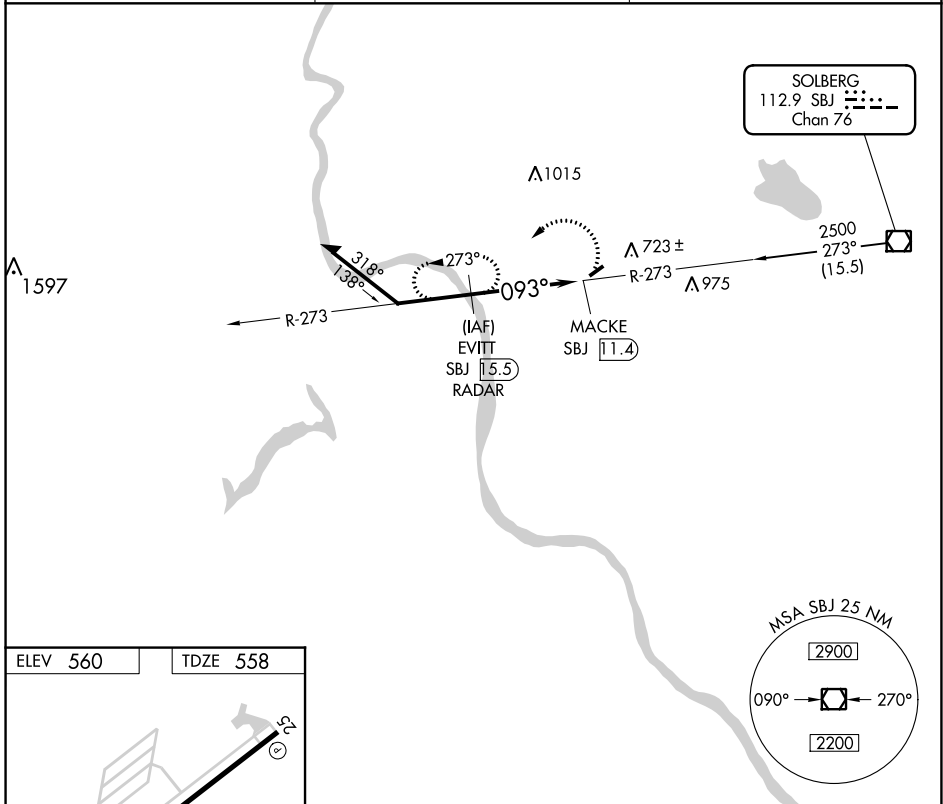 SOLBERG
112.9 SBJ
Chan 76
1015
2500
273°
(15.5)
723 ±
R-273
975
1597
318°
138°
273°
093°
R-273
(IAF)
EVITT
SBJ 15.5
RADAR
MACKE
SBJ 11.4
MSA SBJ 25 NM
2900
090°
270°
2200
ELEV 560
TDZE 558
25
P